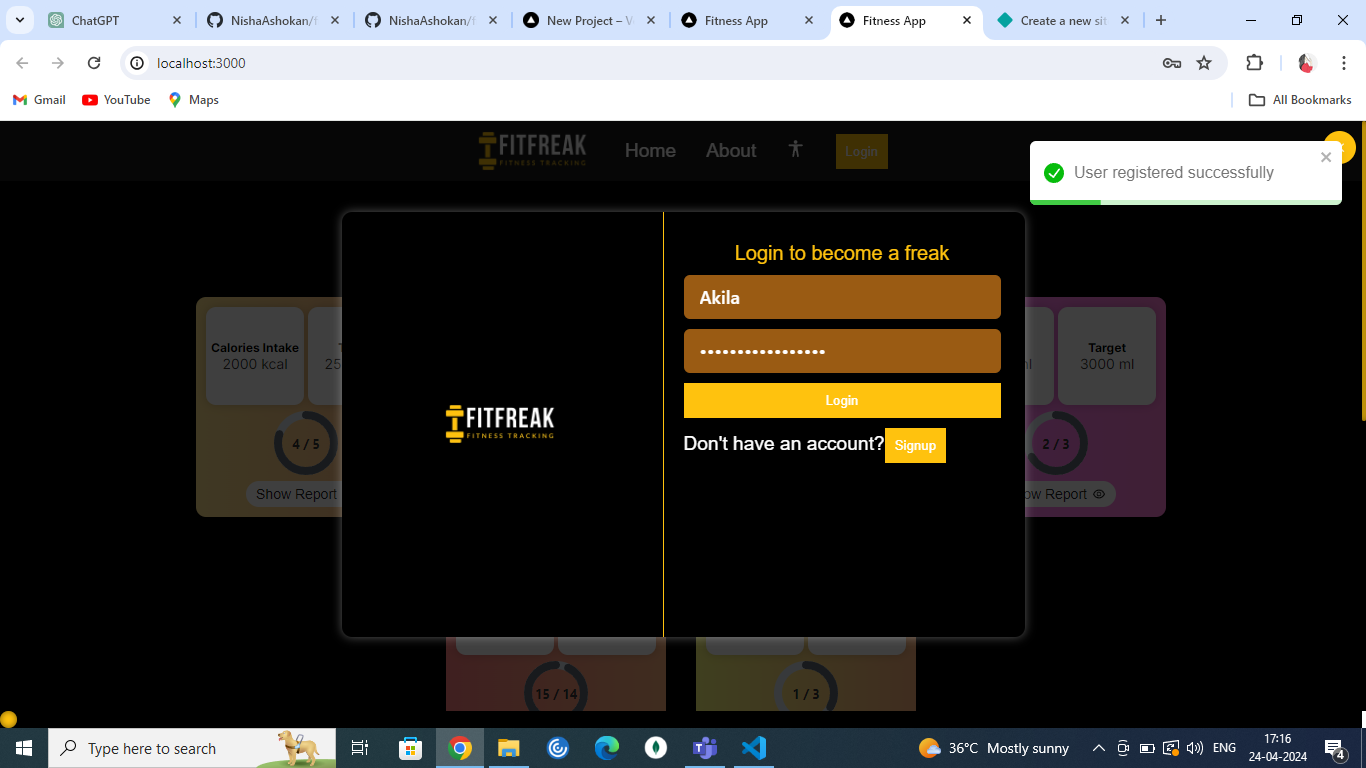 ChatGPT
NishaAshokan/f
NishaAshokan/f
New Project – V
Fitness App
Fitness App
Create a new sit
localhost:3000
Gmail
YouTube
Maps
All Bookmarks
FITFREAK
FITNESS TRACKING
Home
About
Login
User registered successfully
Login to become a freak
Akila
•••••••••••••••••
Login
Don't have an account? Signup
FITFREAK
FITNESS TRACKING
Calories Intake
2000 kcal
4 / 5
Show Report
Target
3000 ml
2 / 3
Report
15 / 14
1 / 3
Type here to search
36°C Mostly sunny
ENG
17:16
24-04-2024
4